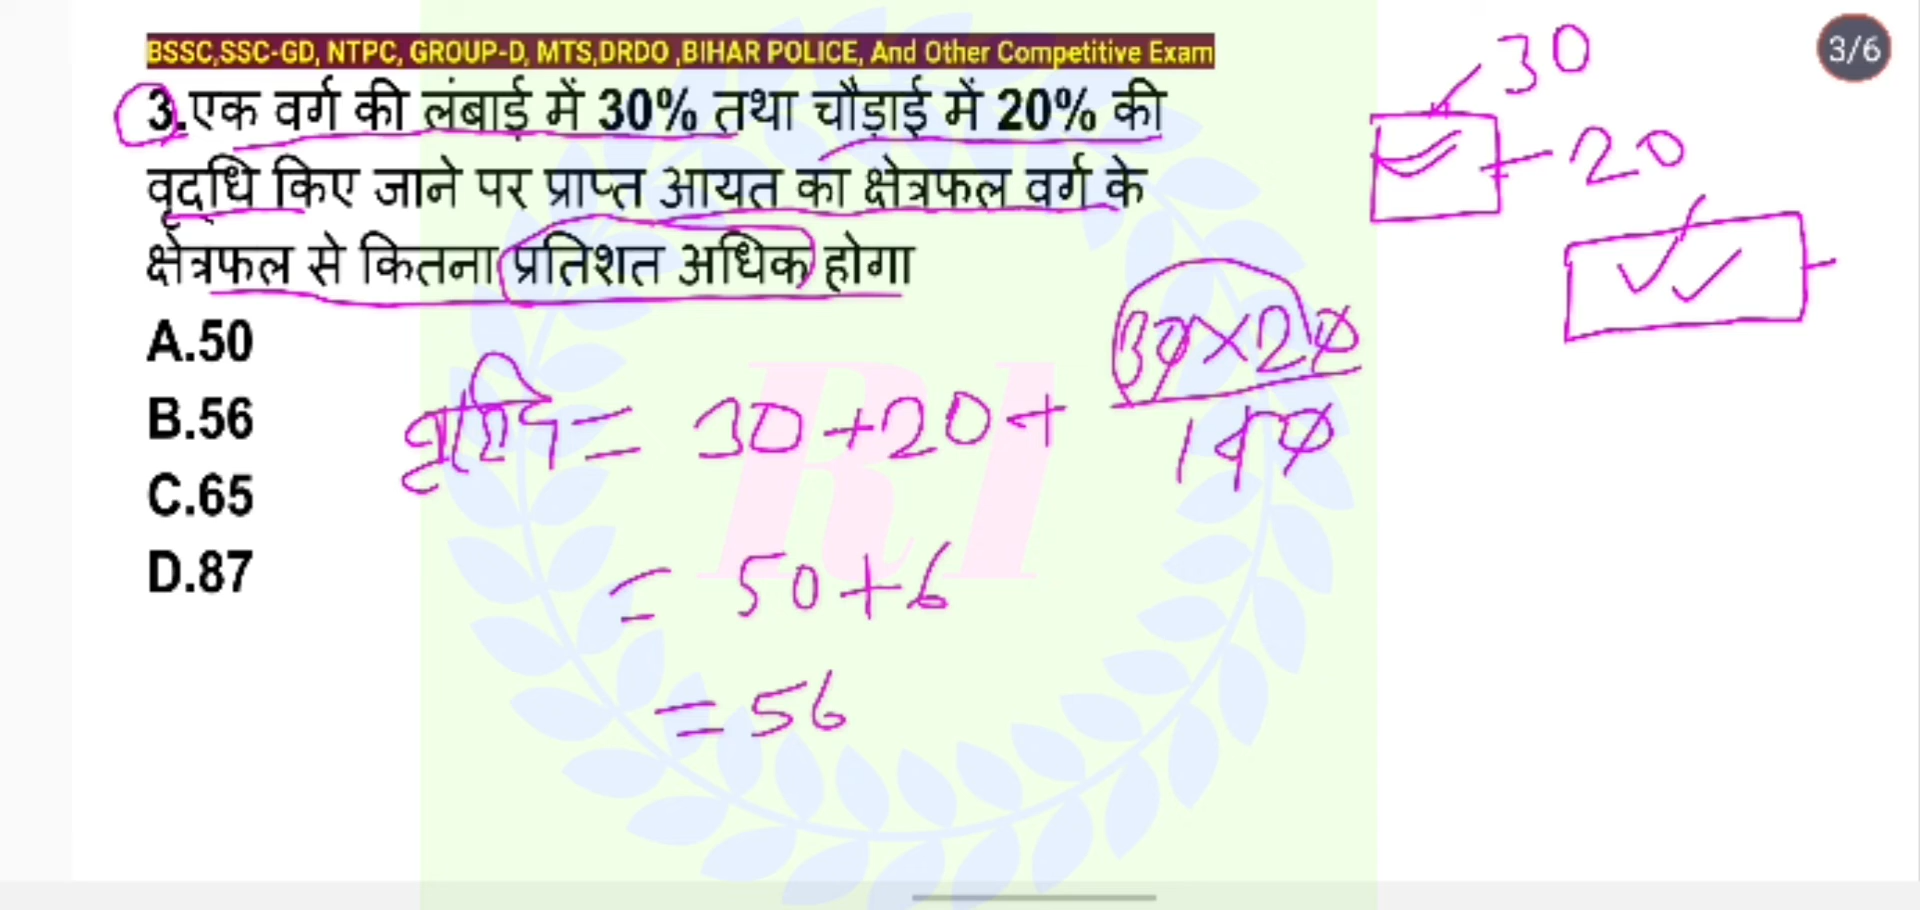 BSSC,SSC-GD, NTPC, GROUP-D, MTS,DRDO ,BIHAR POLICE, And Other Competitive Exam
3/6
3.एक वर्ग की लंबाई में 30% तथा चौड़ाई में 20% की
वृद्धि किए जाने पर प्राप्त आयत का क्षेत्रफल वर्ग के
क्षेत्रफल से कितना प्रतिशत अधिक होगा
30
20
A.50
B.56
C.65
D.87
वृद्धि = 30+20+ 30×20
100
= 50+6
= 56
RI